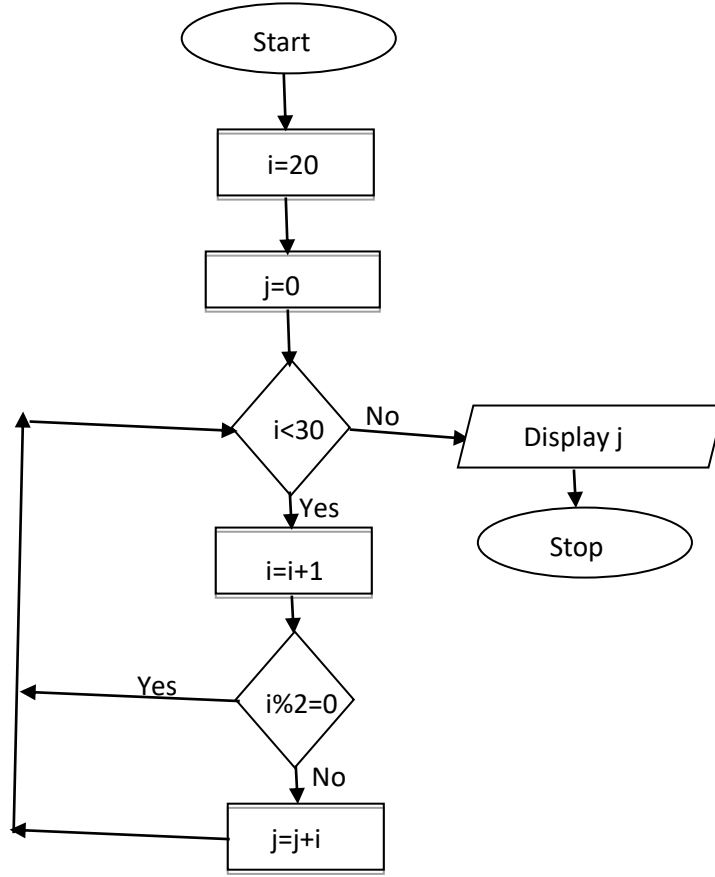 Start
i=20
j=0
i<30
No
Display j
Yes
Stop
i=i+1
Yes
i%2=0
No
j=j+i